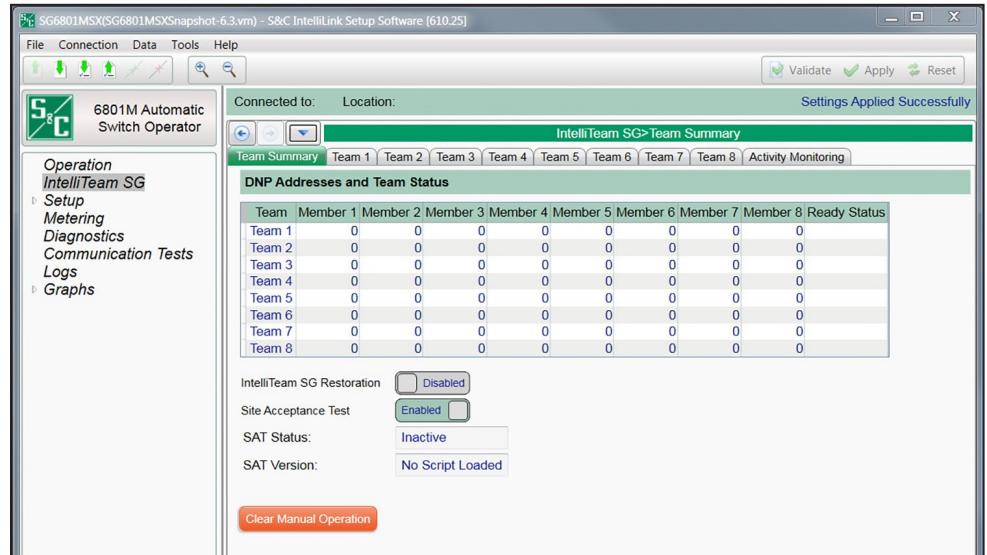 SG6801MSX(SG6801MSXSnapshot-6.3.vm) - S&C IntelliLink Setup Software [610.25]
File Connection Data Tools Help
Validate Apply Reset
S&C
6801M Automatic
Switch Operator
Connected to: Location: Settings Applied Successfully
IntelliTeam SG>Team Summary
Team Summary Team 1 Team 2 Team 3 Team 4 Team 5 Team 6 Team 7 Team 8 Activity Monitoring
Operation
IntelliTeam SG
Setup
Metering
Diagnostics
Communication Tests
Logs
Graphs
DNP Addresses and Team Status
Team Member 1 Member 2 Member 3 Member 4 Member 5 Member 6 Member 7 Member 8 Ready Status
Team 1 0 0 0 0 0 0 0 0
Team 2 0 0 0 0 0 0 0 0
Team 3 0 0 0 0 0 0 0 0
Team 4 0 0 0 0 0 0 0 0
Team 5 0 0 0 0 0 0 0 0
Team 6 0 0 0 0 0 0 0 0
Team 7 0 0 0 0 0 0 0 0
Team 8 0 0 0 0 0 0 0 0
IntelliTeam SG Restoration Disabled
Site Acceptance Test Enabled
SAT Status: Inactive
SAT Version: No Script Loaded
Clear Manual Operation